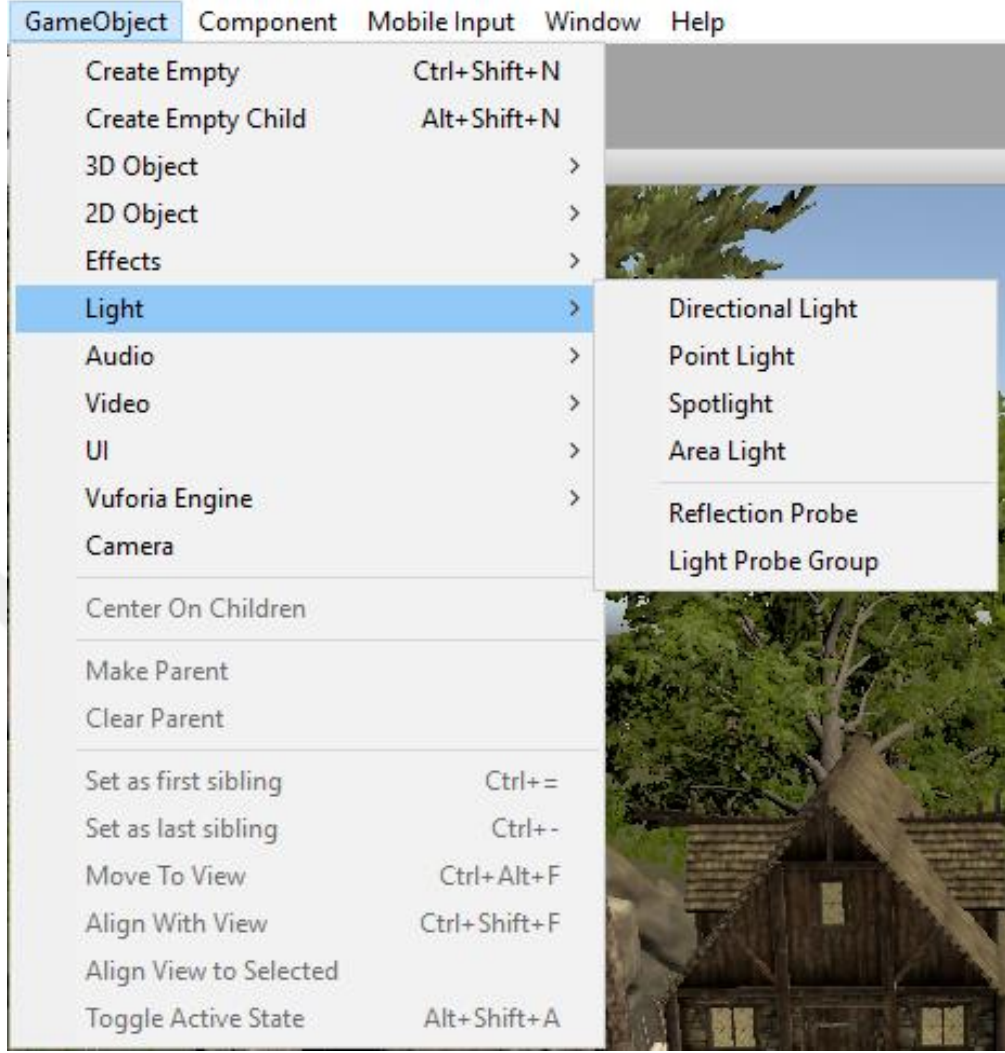 GameObject Component Mobile Input Window Help
Create Empty Ctrl+Shift+N
Create Empty Child Alt+Shift+N
3D Object
2D Object
Effects
Light
Audio
Video
UI
Vuforia Engine
Camera
Center On Children
Make Parent
Clear Parent
Set as first sibling Ctrl+=
Set as last sibling Ctrl+-
Move To View Ctrl+Alt+F
Align With View Ctrl+Shift+F
Align View to Selected
Toggle Active State Alt+Shift+A
Directional Light
Point Light
Spotlight
Area Light
Reflection Probe
Light Probe Group